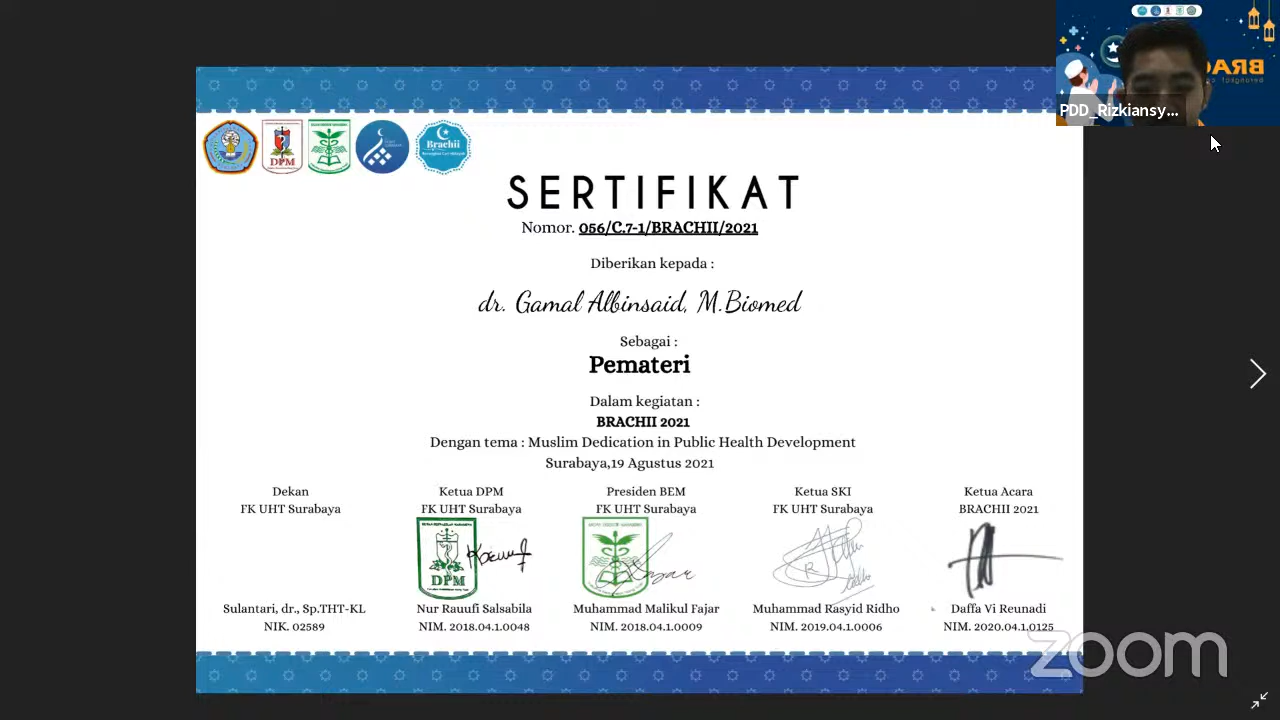 PDD_Rizkiansy...
DPM
Brachii
SERTIFIKAT
Nomor. 056/C.7-1/BRACHII/2021
Diberikan kepada :
dr. Gamal Albinsaid, M.Biomed
Sebagai :
Pemateri
Dalam kegiatan :
BRACHII 2021
Dengan tema : Muslim Dedication in Public Health Development
Surabaya,19 Agustus 2021
Dekan
FK UHT Surabaya
Sulantari, dr., Sp.THT-KL
NIK. 02589
Ketua DPM
FK UHT Surabaya
DPM
Nur Rauufi Salsabila
NIM. 2018.04.1.0048
Presiden BEM
FK UHT Surabaya
Muhammad Malikul Fajar
NIM. 2018.04.1.0009
Ketua SKI
FK UHT Surabaya
Muhammad Rasyid Ridho
NIM. 2019.04.1.0006
Ketua Acara
BRACHII 2021
Daffa Vi Reunadi
NIM. 2020.04.1.0125
zoom